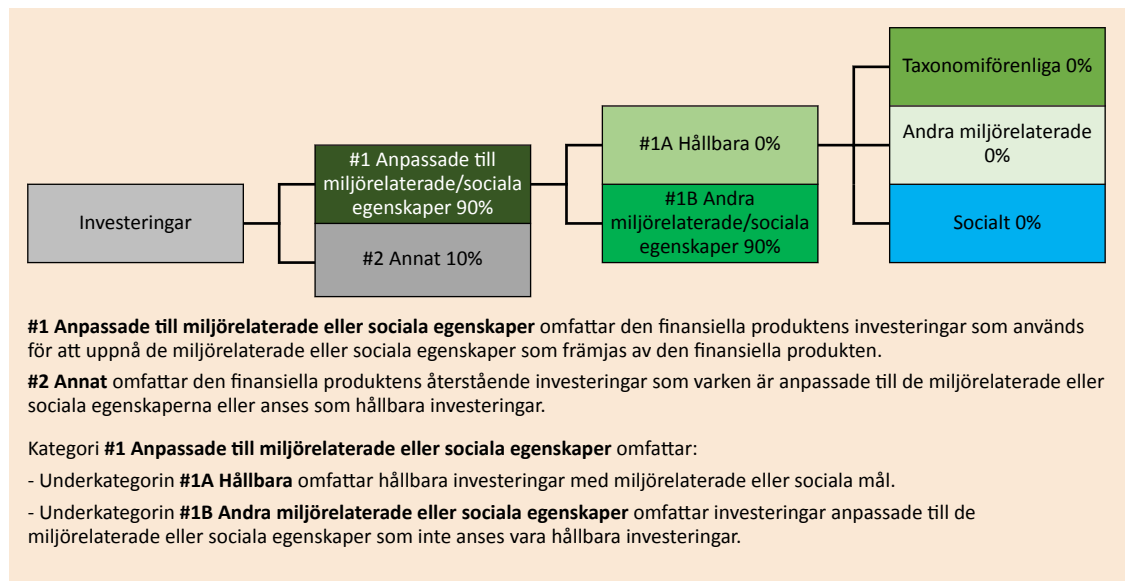 Investeringar
#1 Anpassade till
miljörelaterade/sociala
egenskaper 90%
#2 Annat 10%
#1A Hållbara 0%
#1B Andra
miljörelaterade/sociala
egenskaper 90%
Taxonomiförenliga 0%
Andra miljörelaterade
0%
Socialt 0%
#1 Anpassade till miljörelaterade eller sociala egenskaper omfattar den finansiella produktens investeringar som används
för att uppnå de miljörelaterade eller sociala egenskaper som främjas av den finansiella produkten.
#2 Annat omfattar den finansiella produktens återstående investeringar som varken är anpassade till de miljörelaterade eller
sociala egenskaperna eller anses som hållbara investeringar.
Kategori #1 Anpassade till miljörelaterade eller sociala egenskaper omfattar:
- Underkategorin #1A Hållbara omfattar hållbara investeringar med miljörelaterade eller sociala mål.
- Underkategorin #1B Andra miljörelaterade eller sociala egenskaper omfattar investeringar anpassade till de
miljörelaterade eller sociala egenskaper som inte anses vara hållbara investeringar.